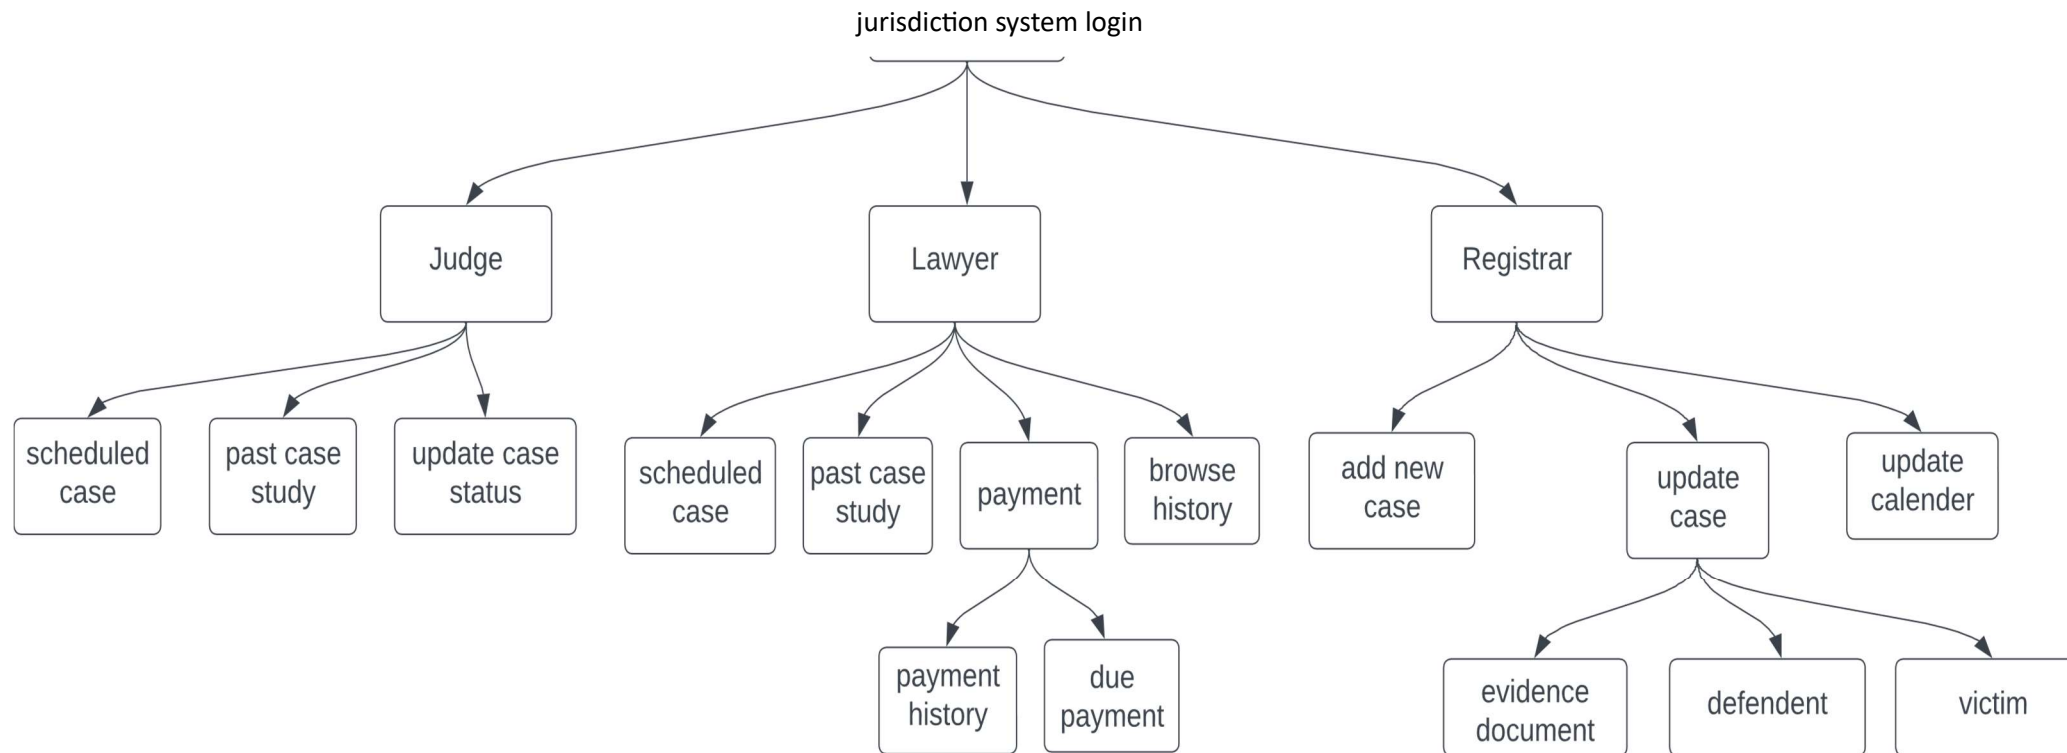 jurisdiction system login
Judge
Lawyer
Registrar
scheduled
case
past case
study
update case
status
scheduled
case
past case
study
payment
browse
history
add new
case
update
case
update
calender
payment
history
due
payment
evidence
document
defendent
victim